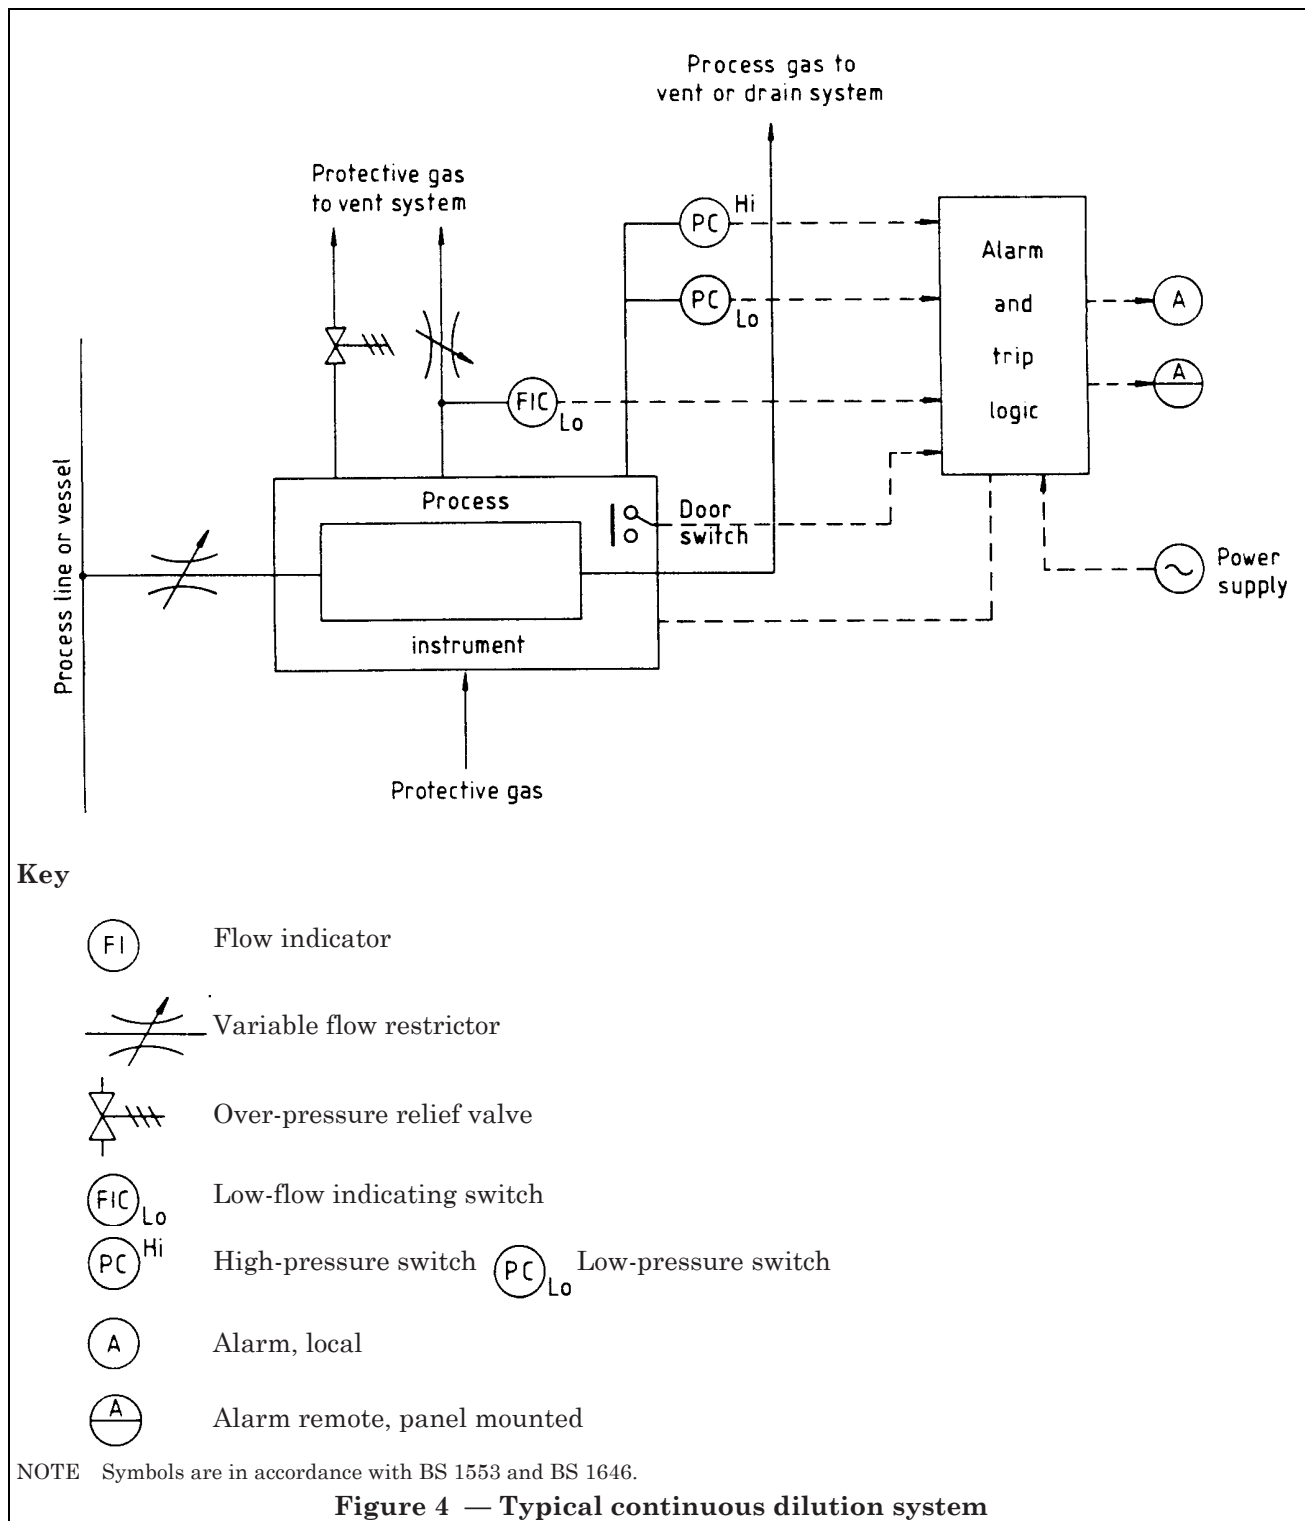 Process gas to
vent or drain system
Protective gas
to vent system
PC Hi
PC Lo
FIC Lo
Alarm
and
trip
logic
A
A
Process line or vessel
Process
instrument
Door
switch
Power
supply
Protective gas
Key
FI Flow indicator
Variable flow restrictor
Over-pressure relief valve
FIC Lo Low-flow indicating switch
PC Hi High-pressure switch PC Lo Low-pressure switch
A Alarm, local
A Alarm remote, panel mounted
NOTE Symbols are in accordance with BS 1553 and BS 1646.
Figure 4 — Typical continuous dilution system